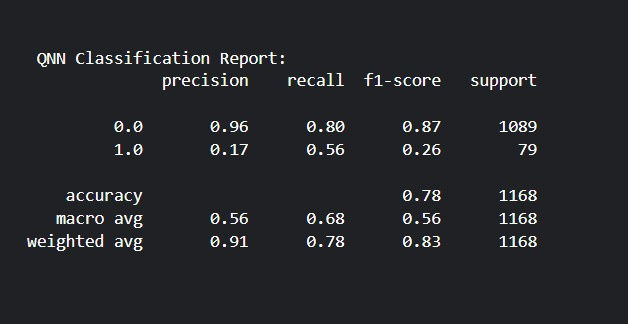 QNN Classification Report:
precision recall f1-score support
0.0 0.96 0.80 0.87 1089
1.0 0.17 0.56 0.26 79
accuracy 0.78 1168
macro avg 0.56 0.68 0.56 1168
weighted avg 0.91 0.78 0.83 1168